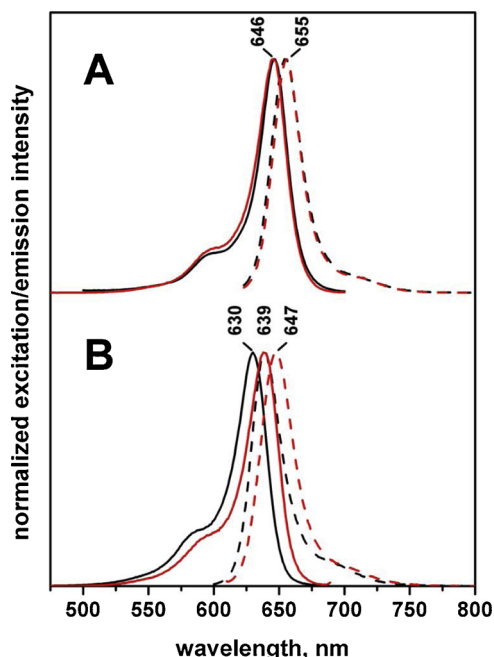 normalized excitation/emission intensity
A
646
655
B
630
639
647
500 550 600 650 700 750 800
wavelength, nm